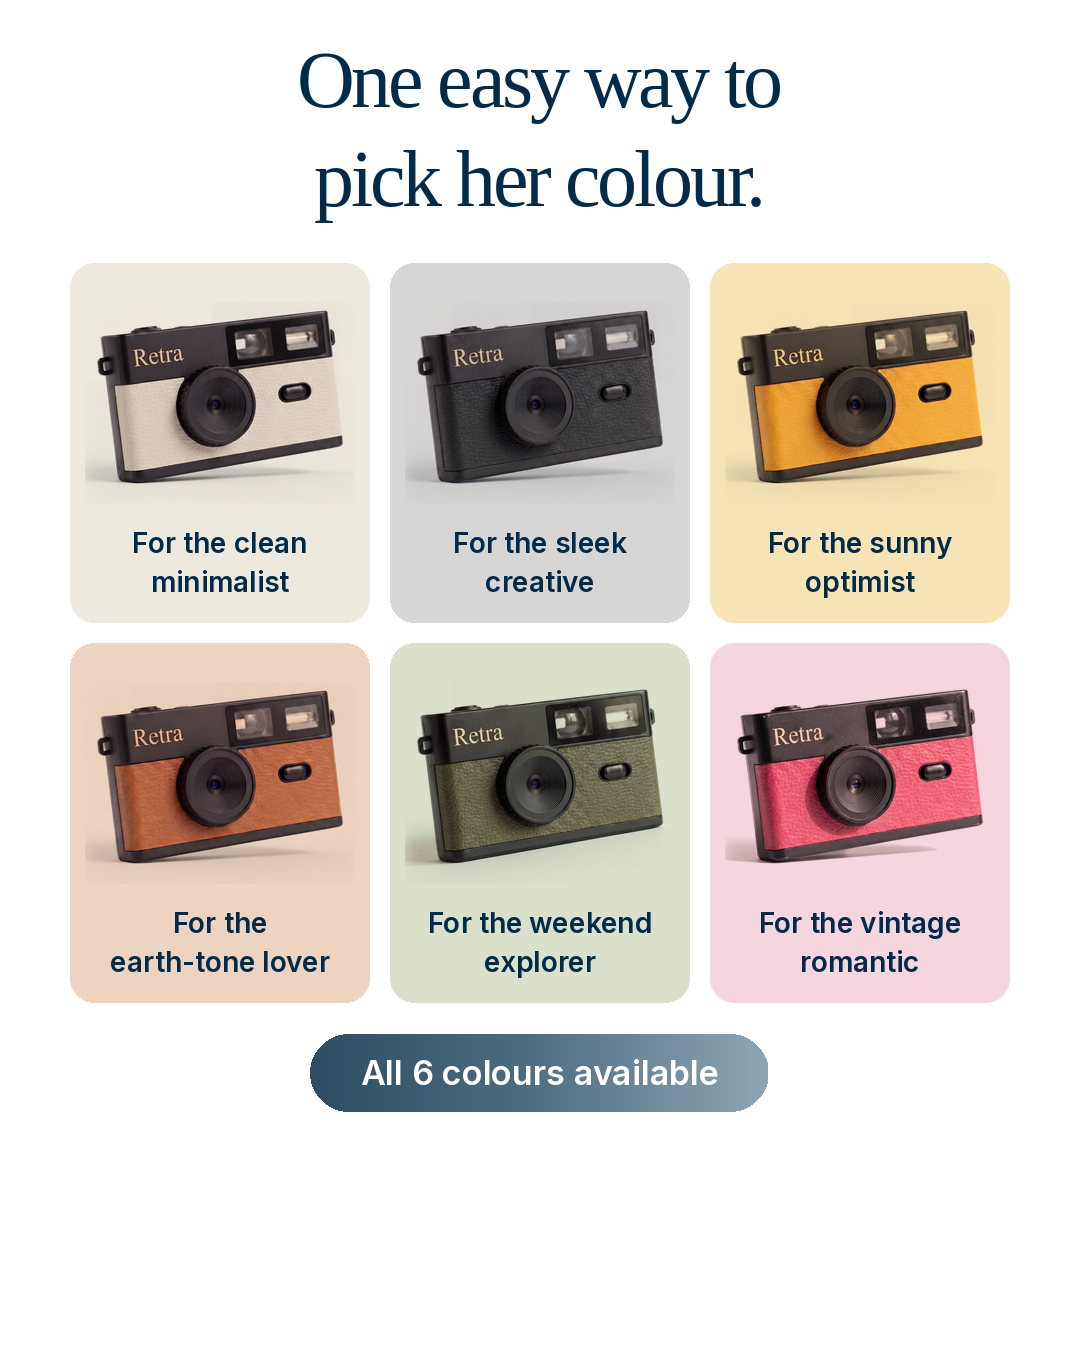 One easy way to
pick her colour.
Retra
Retra
Retra
For the clean
minimalist
For the sleek
creative
For the sunny
optimist
Retra
Retra
Retra
For the
earth-tone lover
For the weekend
explorer
For the vintage
romantic
All 6 colours available